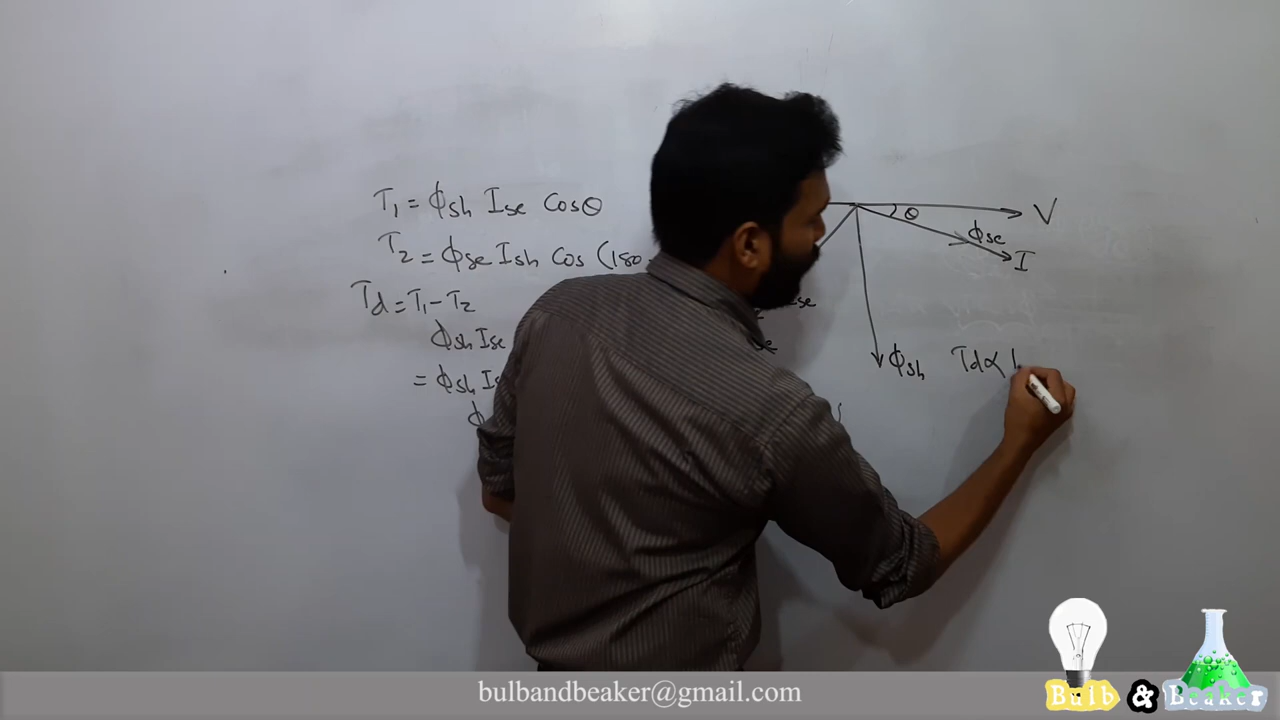 T₁ = ϕsh Ise Cosθ
T₂ = ϕse Ish Cos (180
Td = T₁ - T₂
ϕsh Ise
= ϕsh Is
θ
V
ϕse
I
ϕsh
Td ∝
bulbandbeaker@gmail.com
Bulb & Beaker